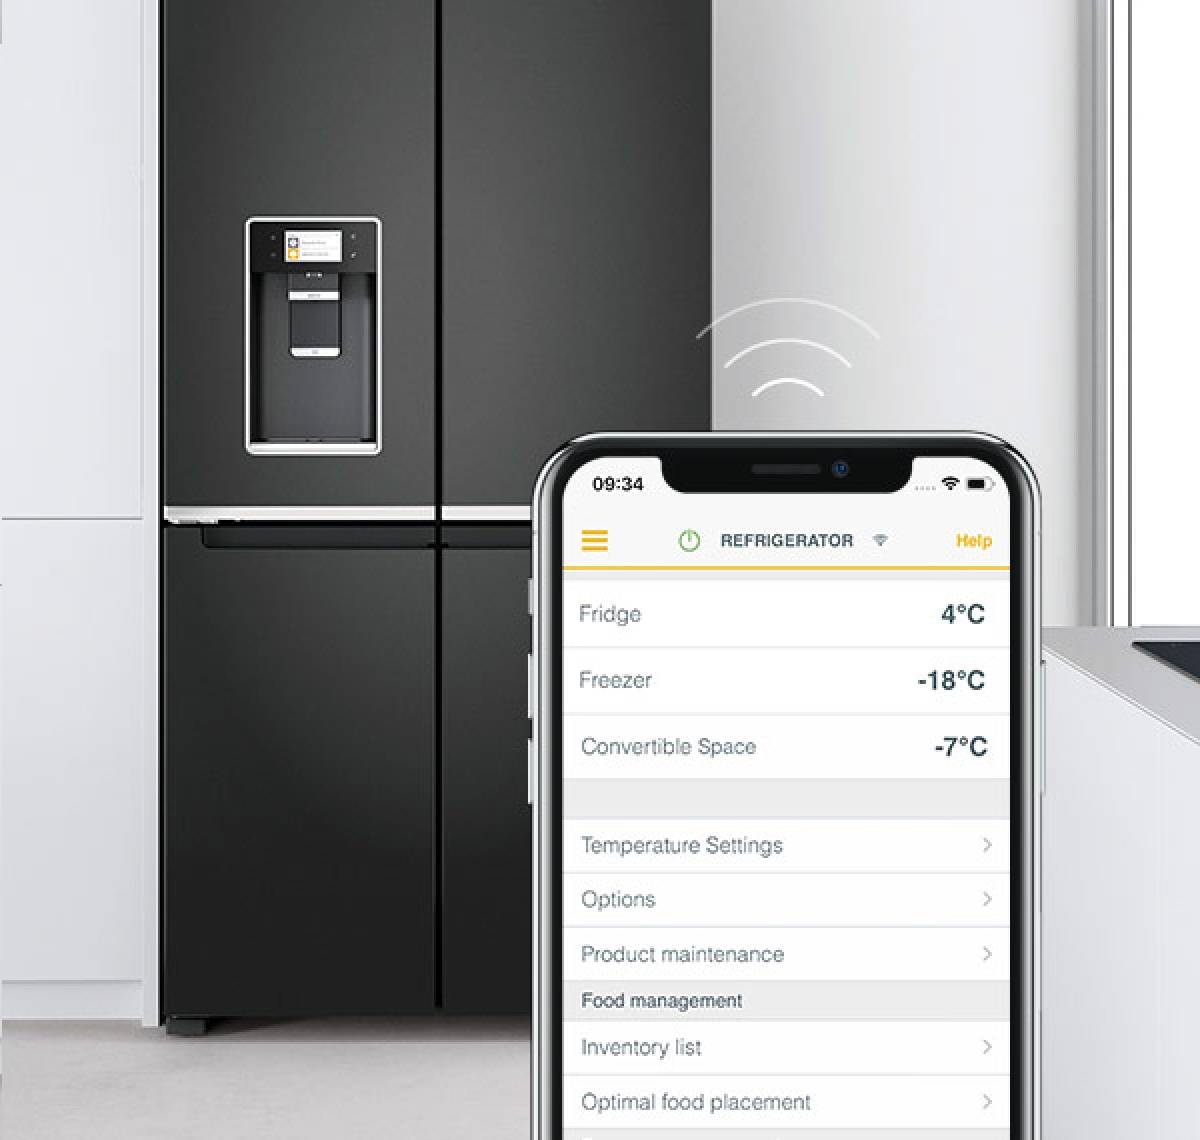 09:34
REFRIGERATOR
Help
Fridge 4°C
Freezer -18°C
Convertible Space -7°C
Temperature Settings
Options
Product maintenance
Food management
Inventory list
Optimal food placement